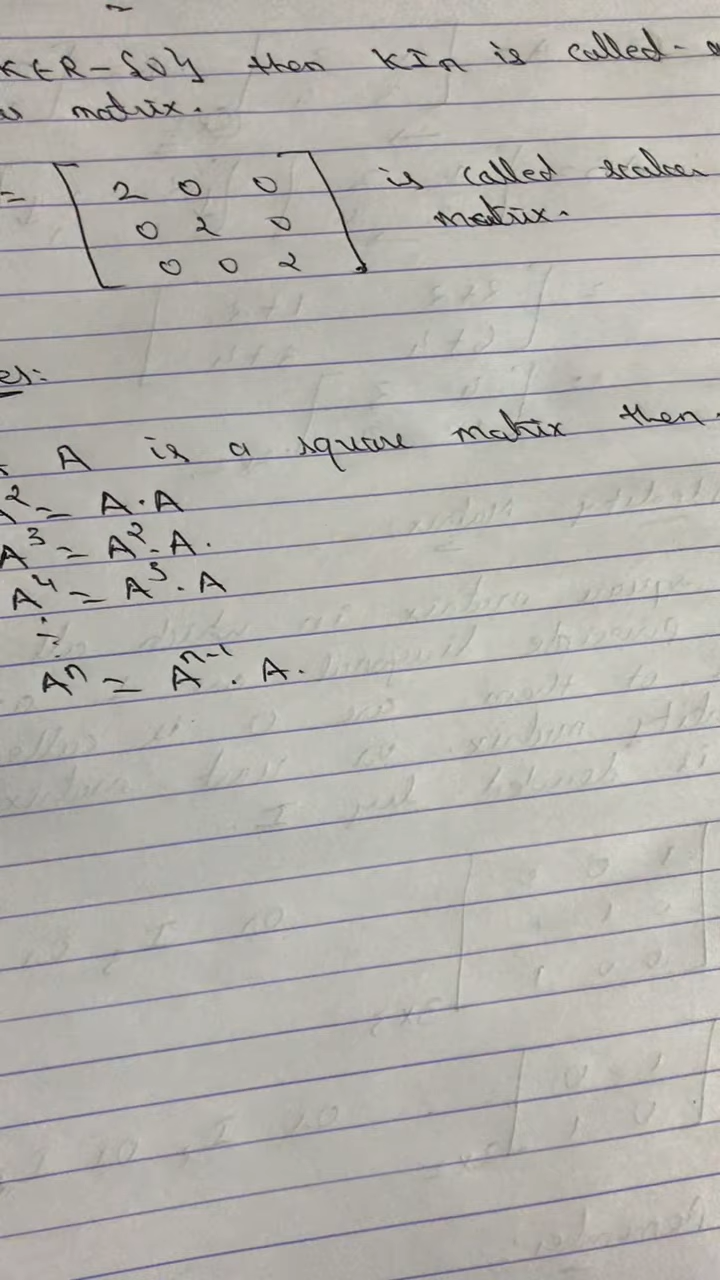 K∈R-{0} then KIn is called
matrix.
= [ 2 0 0 is called scalar
0 2 0 matrix.
0 0 2 ]
es:
A is a square matrix then
A² = A·A
A³ = A²·A.
A⁴ = A³·A
⋮
Aⁿ = Aⁿ⁻¹·A.